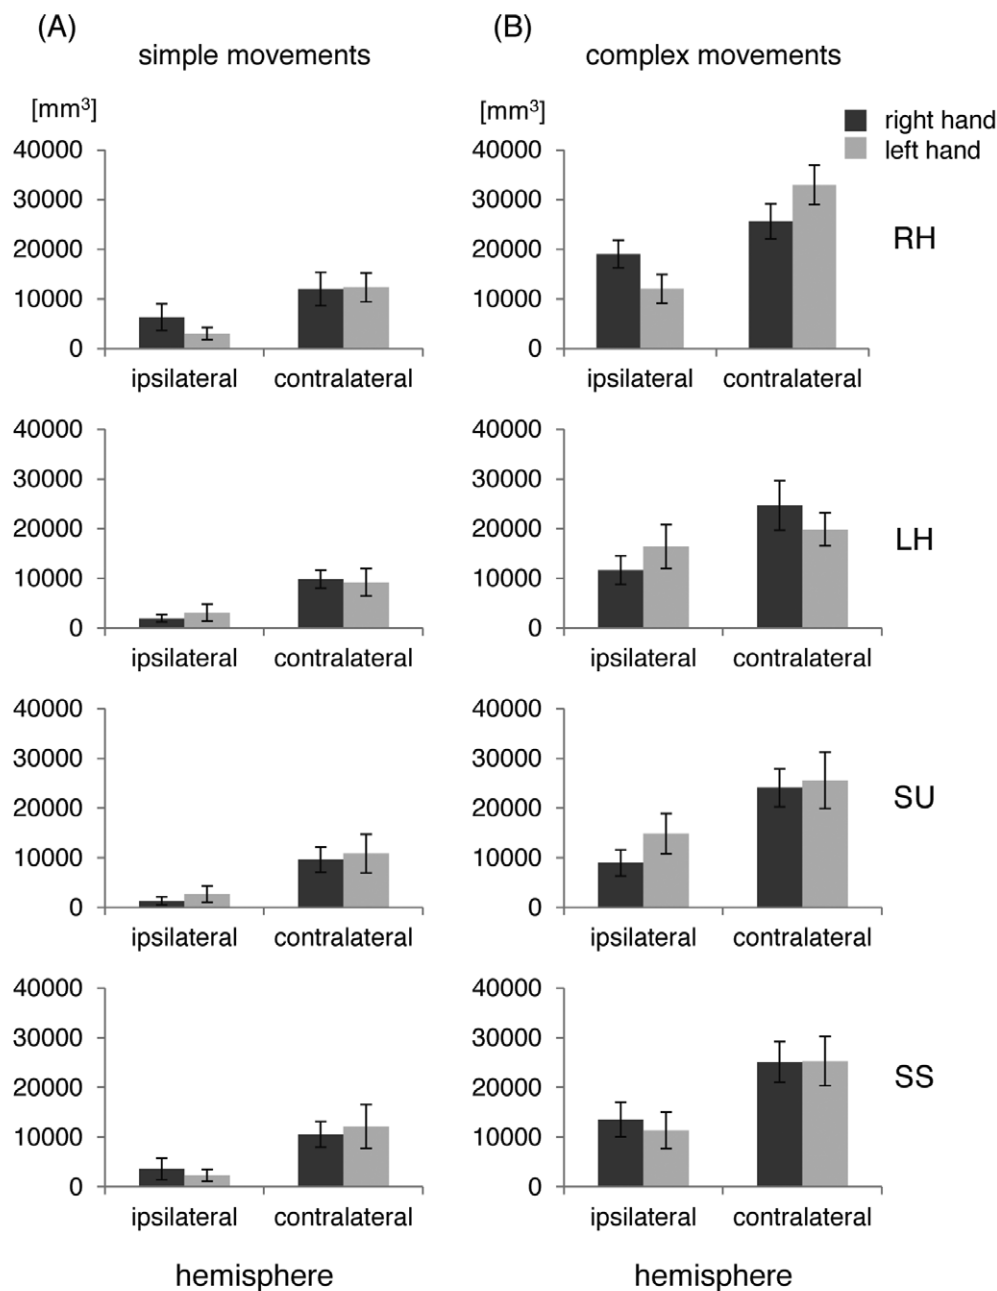 (A)
simple movements
[mm³]
40000
30000
20000
10000
0
ipsilateral contralateral
40000
30000
20000
10000
0
ipsilateral contralateral
40000
30000
20000
10000
0
ipsilateral contralateral
40000
30000
20000
10000
0
ipsilateral contralateral
hemisphere
(B)
complex movements
[mm³]
right hand
left hand
40000
30000
20000
10000
0
ipsilateral contralateral
RH
40000
30000
20000
10000
0
ipsilateral contralateral
LH
40000
30000
20000
10000
0
ipsilateral contralateral
SU
40000
30000
20000
10000
0
ipsilateral contralateral
SS
hemisphere